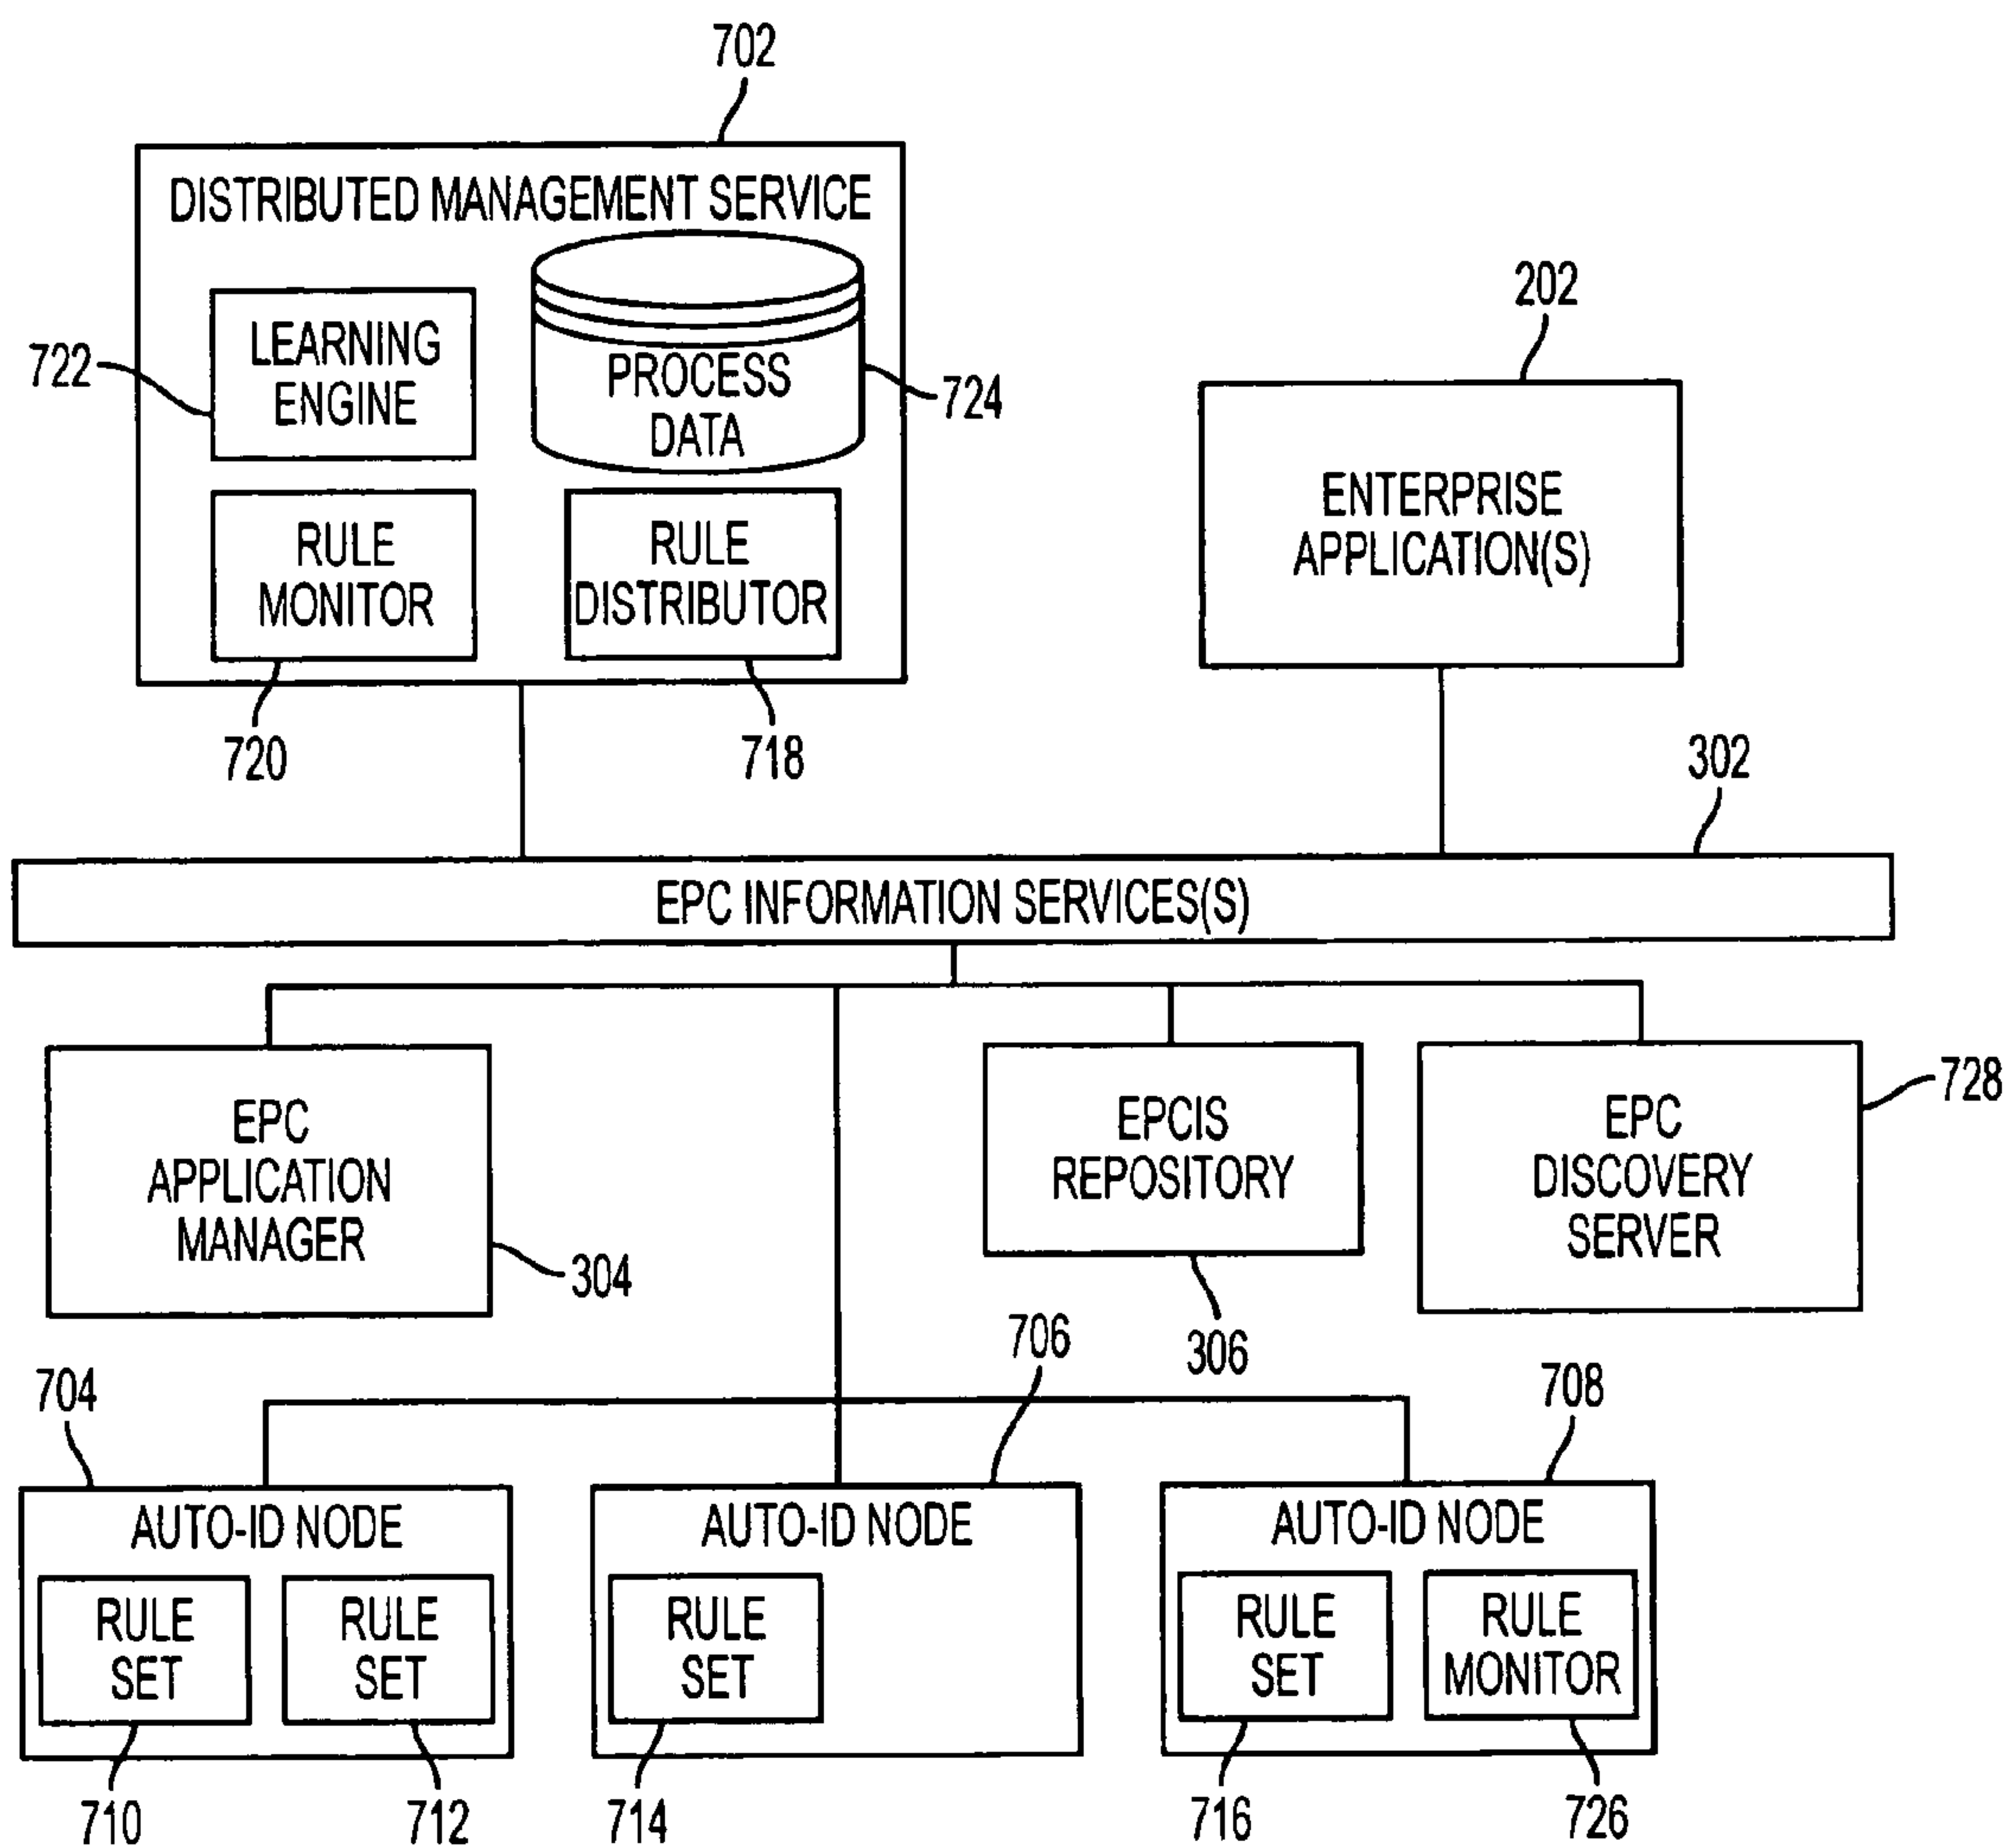 702
DISTRIBUTED MANAGEMENT SERVICE
LEARNING
ENGINE
722
PROCESS
DATA
724
RULE
MONITOR
720
RULE
DISTRIBUTOR
718
202
ENTERPRISE
APPLICATION(S)
302
EPC INFORMATION SERVICES(S)
EPC
APPLICATION
MANAGER
304
EPCIS
REPOSITORY
306
EPC
DISCOVERY
SERVER
728
704
AUTO-ID NODE
RULE
SET
710
RULE
SET
712
706
AUTO-ID NODE
RULE
SET
714
708
AUTO-ID NODE
RULE
SET
716
RULE
MONITOR
726